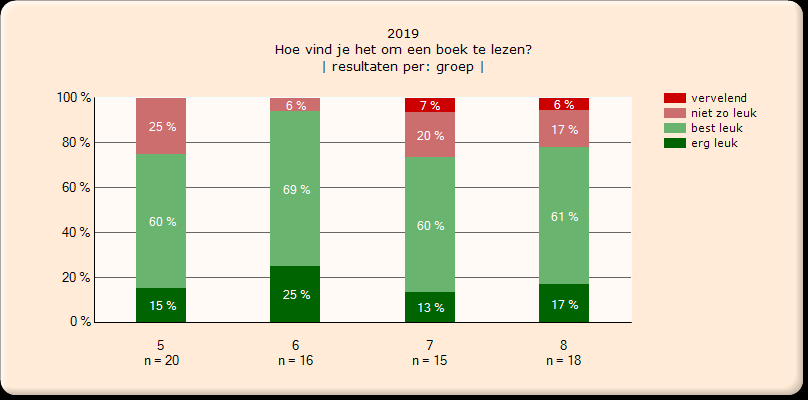 2019
Hoe vind je het om een boek te lezen?
| resultaten per: groep |
100 %
80 %
60 %
40 %
20 %
0 %
25 %
60 %
15 %
6 %
69 %
25 %
7 %
20 %
60 %
13 %
6 %
17 %
61 %
17 %
5
n = 20
6
n = 16
7
n = 15
8
n = 18
vervelend
niet zo leuk
best leuk
erg leuk